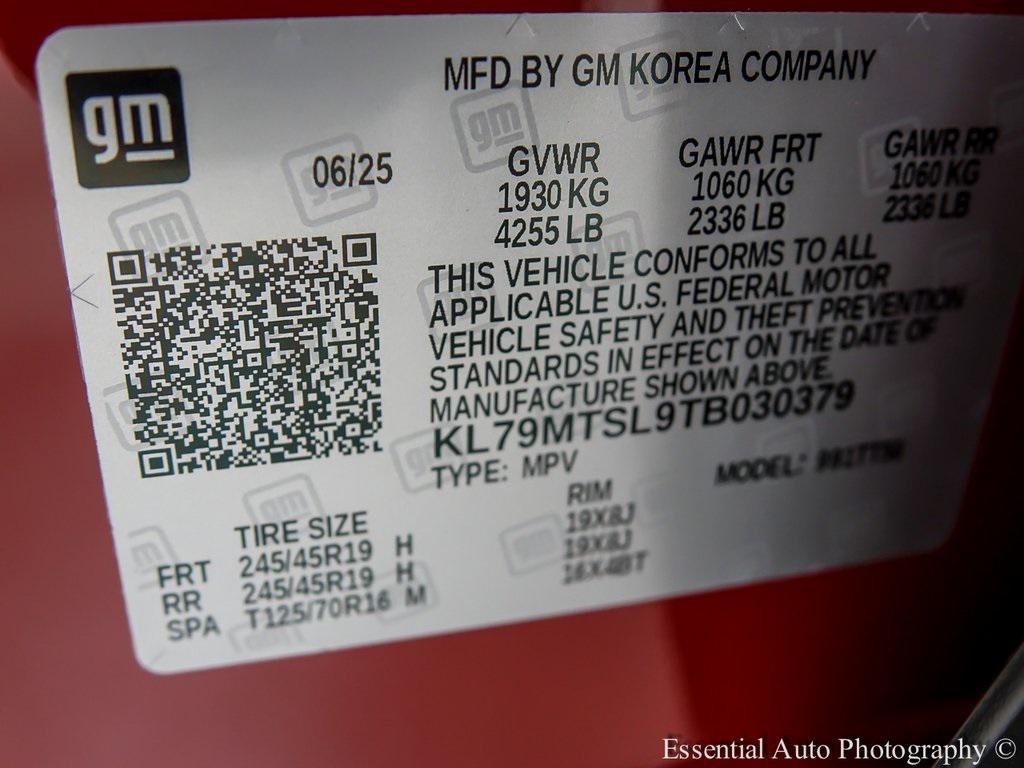 gm
MFD BY GM KOREA COMPANY
06/25
GVWR GAWR FRT GAWR RR
1930 KG 1060 KG 1060 KG
4255 LB 2336 LB 2336 LB
THIS VEHICLE CONFORMS TO ALL
APPLICABLE U.S. FEDERAL MOTOR
VEHICLE SAFETY AND THEFT PREVENTION
STANDARDS IN EFFECT ON THE DATE OF
MANUFACTURE SHOWN ABOVE.
KL79MTSL9TB030379
TYPE: MPV MODEL:
TIRE SIZE RIM
FRT 245/45R19 H 19X8J
RR 245/45R19 H 19X8J
SPA T125/70R16 M 16X4BT
Essential Auto Photography ©